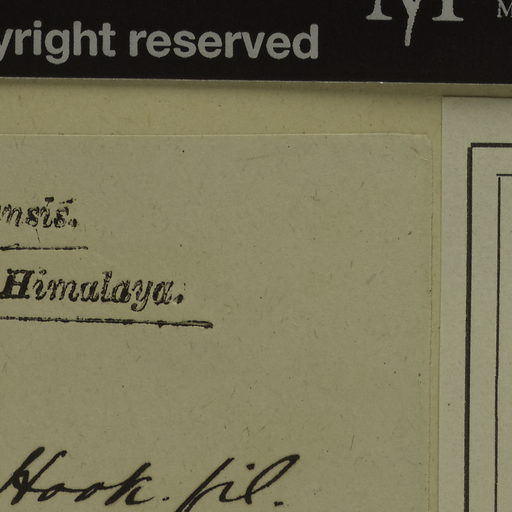 yright reserved
M
nsis.
Himalaya.
Hook. fil.